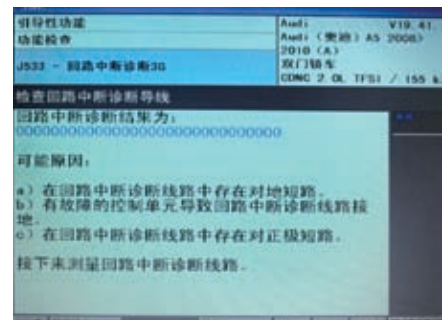 引导性功能
功能检查
J533 - 回路中断诊断3G
Audi V19.41.
Audi (奥迪) A5 2008>
2010 (A)
双门轿车
CDNC 2.0L TFSI / 155 k
检查回路中断诊断导线
回路中断诊断结果为:
可能原因:
a) 在回路中断诊断线路中存在对地短路.
b) 有故障的控制单元导致回路中断诊断线路接
地.
c) 在回路中断诊断线路中存在对正极短路.
接下来测量回路中断诊断线路.